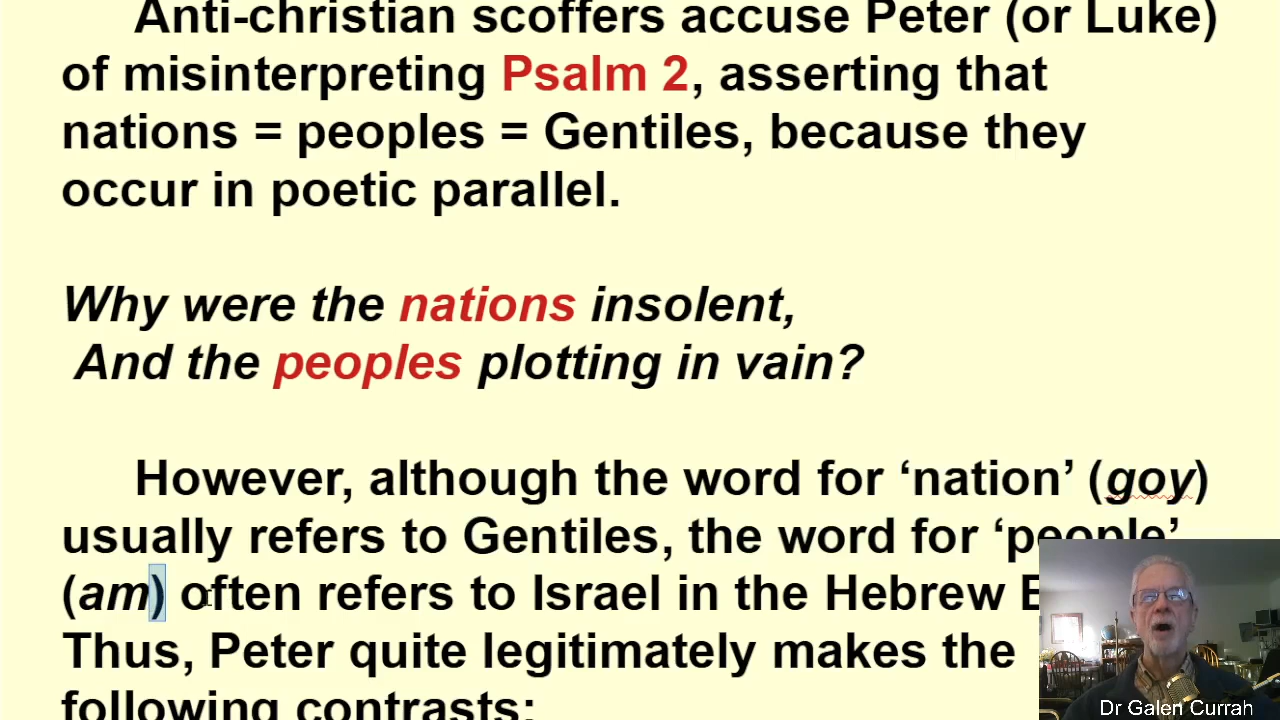 Anti-christian scoffers accuse Peter (or Luke)
of misinterpreting Psalm 2, asserting that
nations = peoples = Gentiles, because they
occur in poetic parallel.
Why were the nations insolent,
And the peoples plotting in vain?
However, although the word for ‘nation’ (goy)
usually refers to Gentiles, the word for ‘people’
(am) often refers to Israel in the Hebrew
Thus, Peter quite legitimately makes the
following contrasts:
Dr Galen Currah